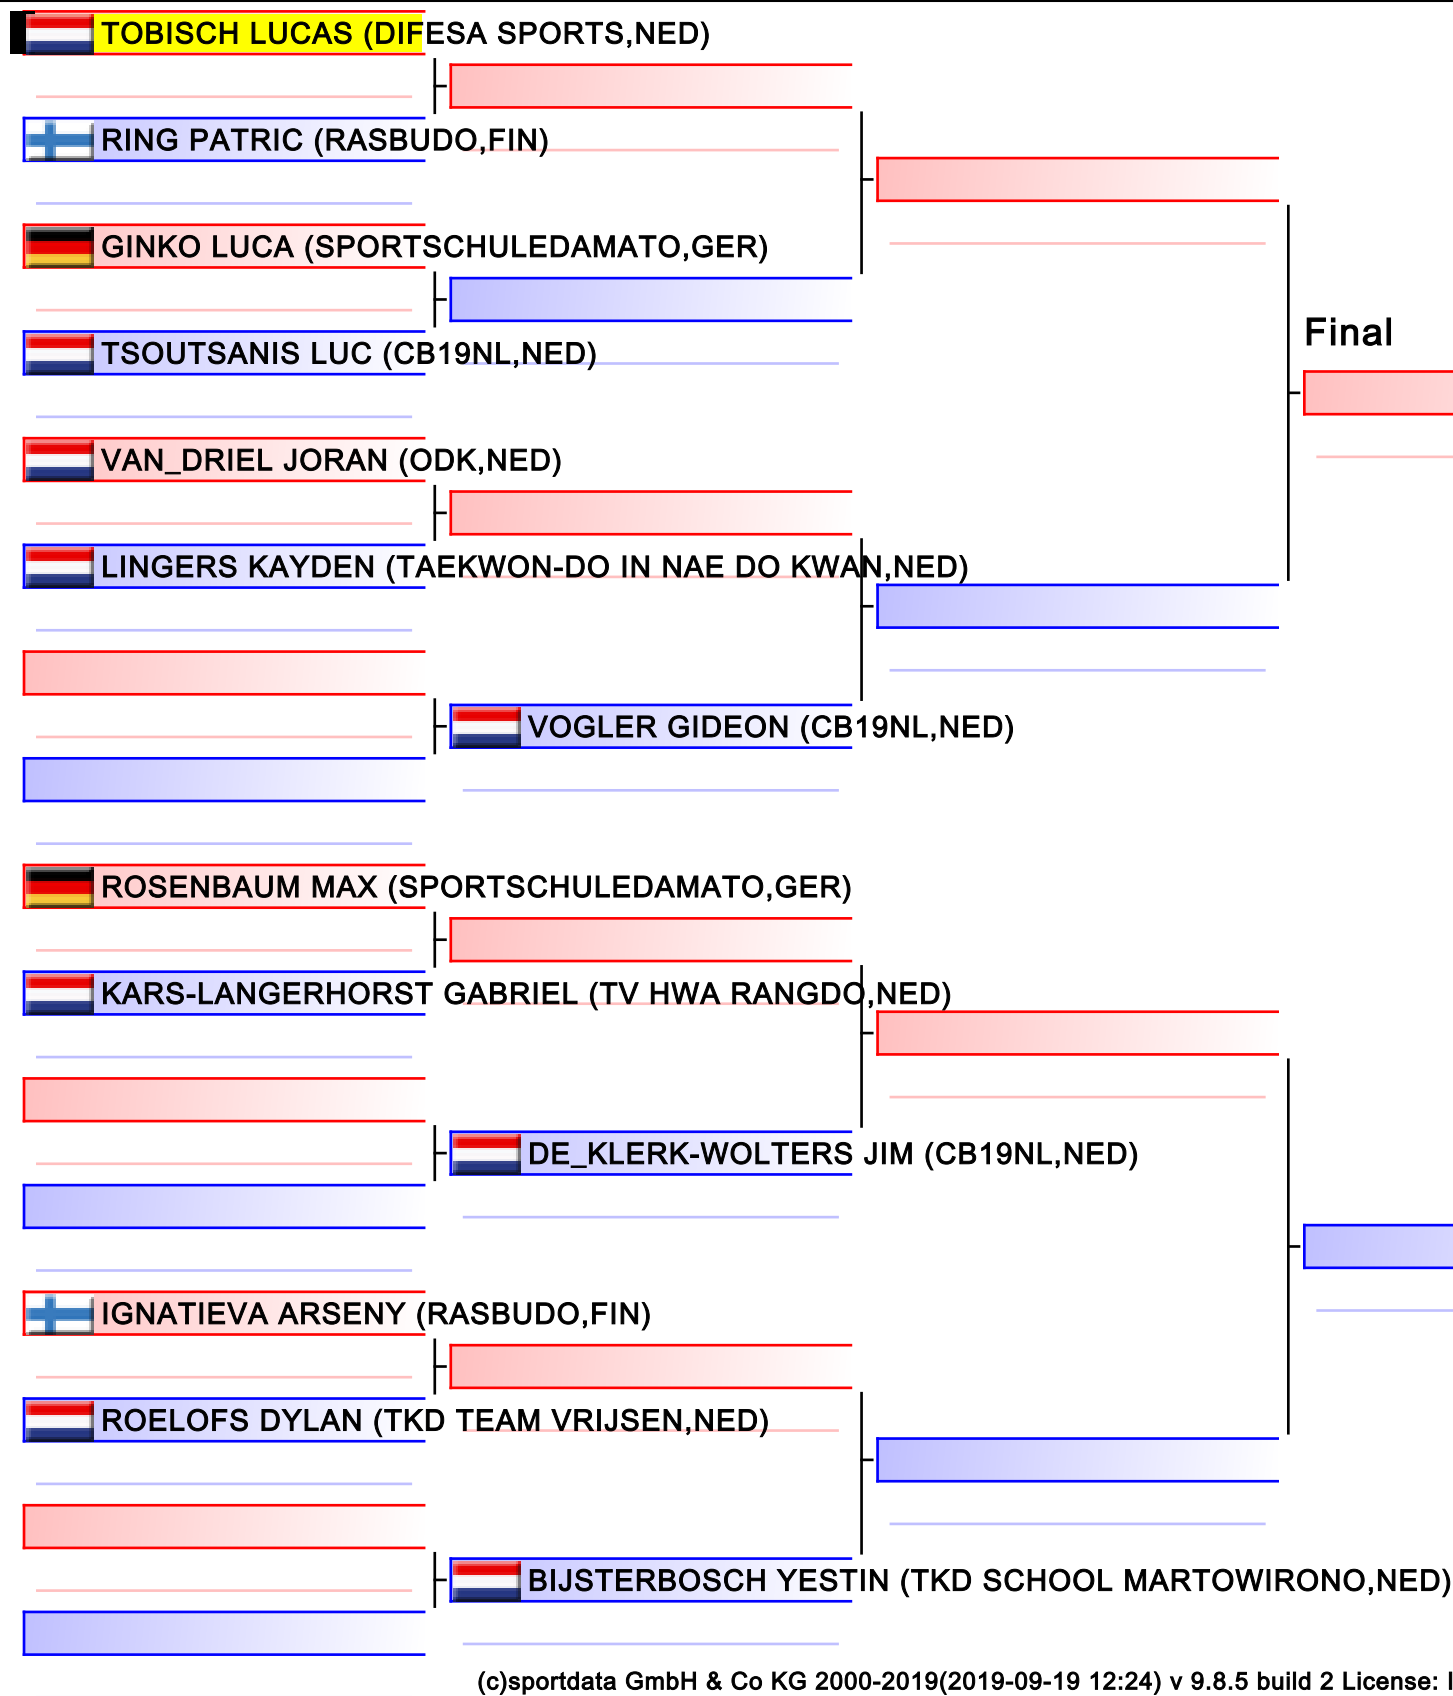 TOBISCH LUCAS (DIFESA SPORTS,NED)
RING PATRIC (RASBUDO,FIN)
GINKO LUCA (SPORTSCHULEDAMATO,GER)
Final
TSOUTSANIS LUC (CB19NL,NED)
VAN_DRIEL JORAN (ODK,NED)
LINGERS KAYDEN (TAEKWON-DO IN NAE DO KWAN,NED)
VOGLER GIDEON (CB19NL,NED)
ROSENBAUM MAX (SPORTSCHULEDAMATO,GER)
KARS-LANGERHORST GABRIEL (TV HWA RANGDO,NED)
DE_KLERK-WOLTERS JIM (CB19NL,NED)
IGNATIEVA ARSENY (RASBUDO,FIN)
ROELOFS DYLAN (TKD TEAM VRIJSEN,NED)
BIJSTERBOSCH YESTIN (TKD SCHOOL MARTOWIRONO,NED)
(c)sportdata GmbH & Co KG 2000-2019(2019-09-19 12:24) v 9.8.5 build 2 License: